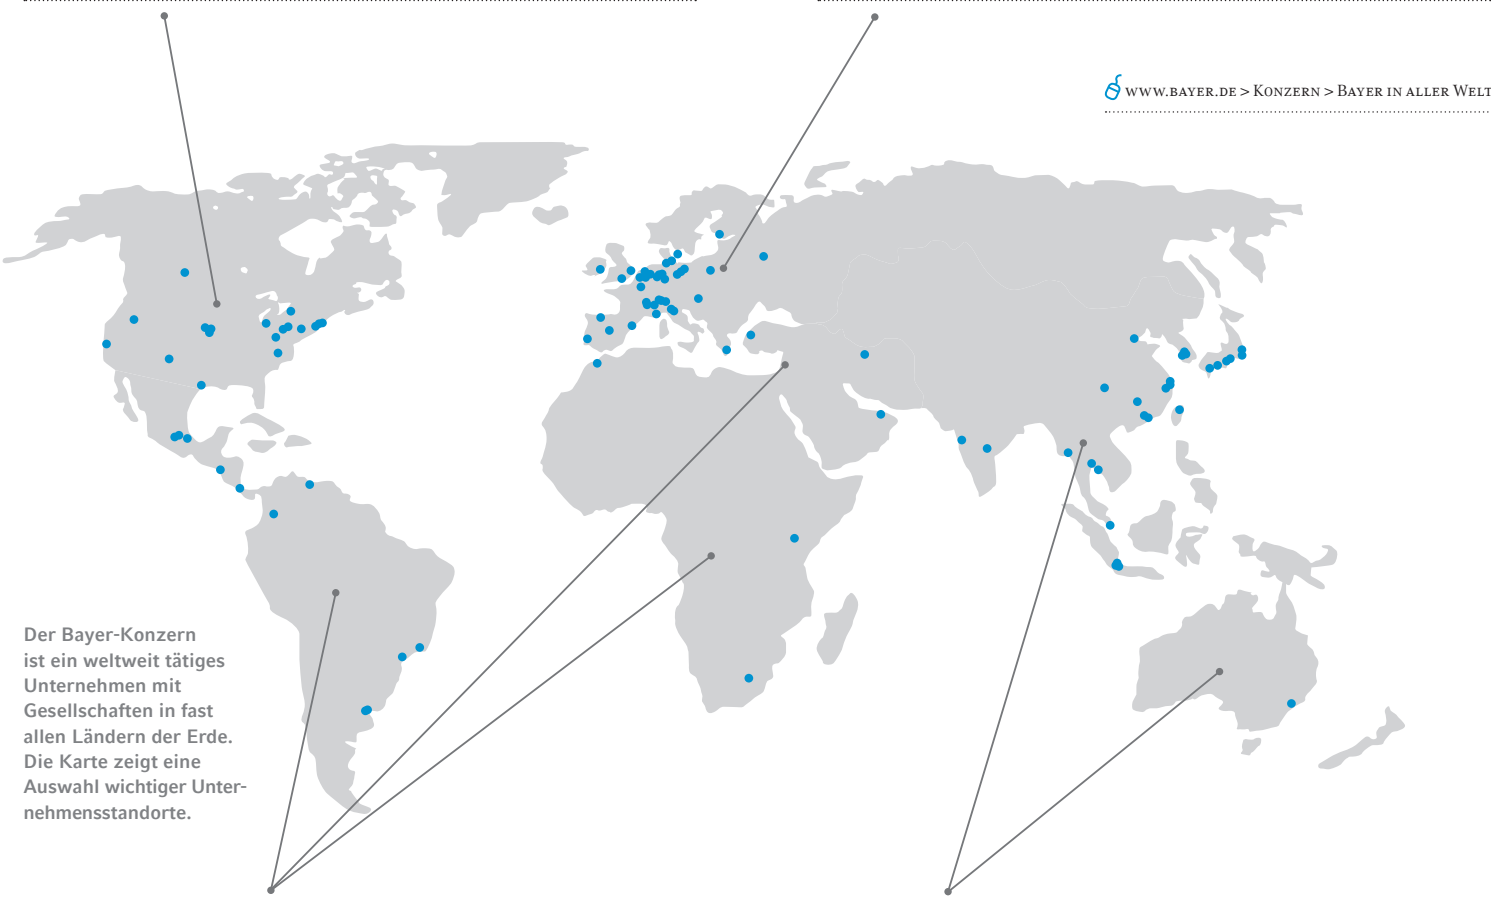 WWW.BAYER.DE > KONZERN > BAYER IN ALLER WELT
Der Bayer-Konzern
ist ein weltweit tätiges
Unternehmen mit
Gesellschaften in fast
allen Ländern der Erde.
Die Karte zeigt eine
Auswahl wichtiger Unter-
nehmensstandorte.